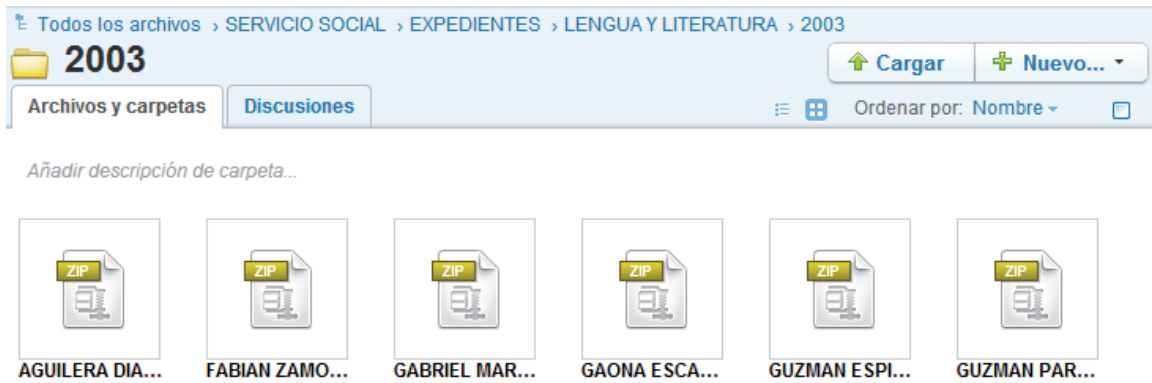 Todos los archivos › SERVICIO SOCIAL › EXPEDIENTES › LENGUA Y LITERATURA › 2003
2003
Cargar
Nuevo...
Archivos y carpetas
Discusiones
Ordenar por: Nombre
Añadir descripción de carpeta...
ZIP ZIP ZIP ZIP ZIP ZIP
AGUILERA DIA... FABIAN ZAMO... GABRIEL MAR... GAONA ESCA... GUZMAN ESPI... GUZMAN PAR...